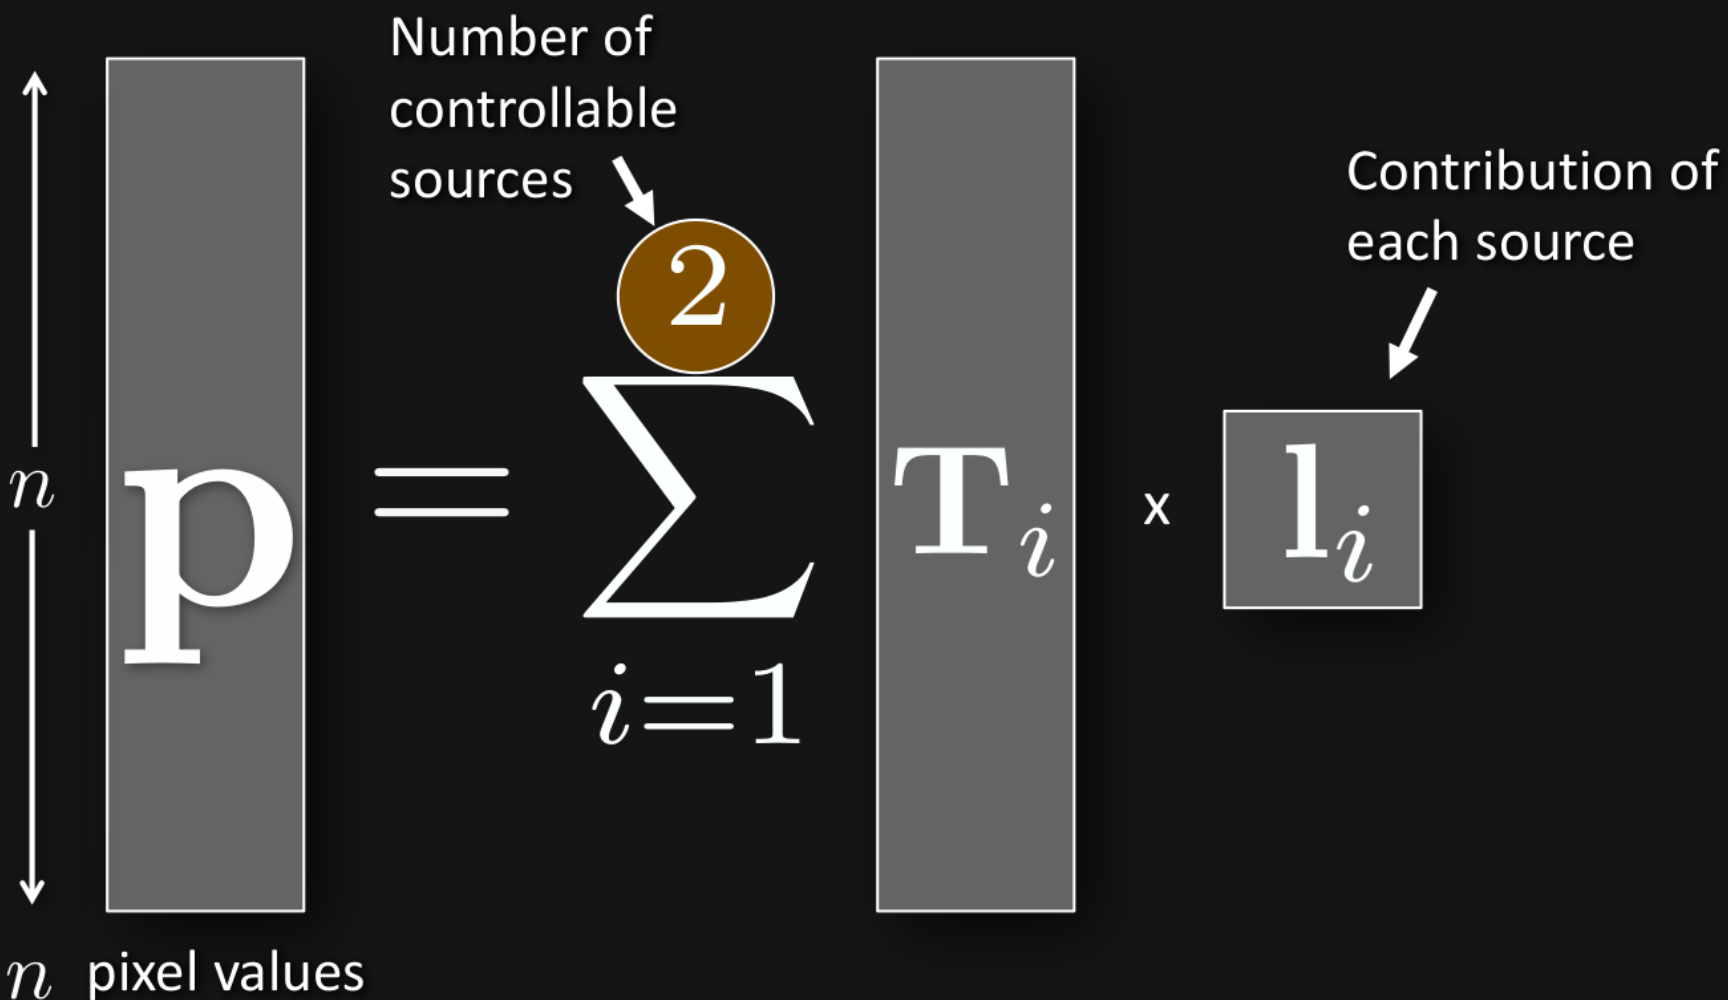 Number of
controllable
sources
Contribution of
each source
n
p = 2 ∑ i=1 T_i x l_i
n pixel values